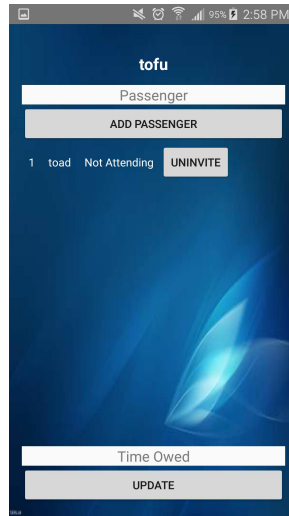 95% 2:58 PM
tofu
Passenger
ADD PASSENGER
1 toad Not Attending UNINVITE
Time Owed
UPDATE